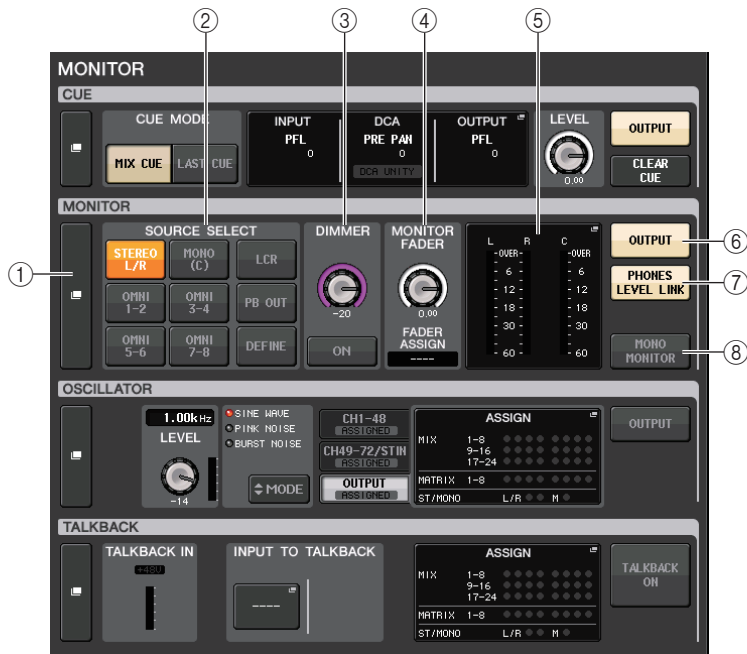 ② ③ ④ ⑤
MONITOR
CUE
CUE MODE
MIX CUE LAST CUE
INPUT DCA OUTPUT
PFL PRE PAN PFL
0 0 0
DCA UNITY
LEVEL
0.00
OUTPUT
CLEAR
CUE
MONITOR
①
SOURCE SELECT
STEREO
L/R
MONO
(C)
LCR
OMNI
1-2
OMNI
3-4
PB OUT
OMNI
5-6
OMNI
7-8
DEFINE
DIMMER
-20
ON
MONITOR
FADER
0.00
FADER
ASSIGN
----
L R C
-OVER- -OVER
6 6
12 12
18 18
30 30
60 60
OUTPUT ⑥
PHONES
LEVEL LINK ⑦
MONO
MONITOR ⑧
OSCILLATOR
1.00kHz
LEVEL
-14
SINE WAVE
PINK NOISE
BURST NOISE
MODE
CH1-48
ASSIGNED
CH49-72/STIN
ASSIGNED
OUTPUT
ASSIGNED
ASSIGN
MIX 1-8
9-16
17-24
MATRIX 1-8
ST/MONO L/R M
OUTPUT
TALKBACK
TALKBACK IN
+48V
INPUT TO TALKBACK
----
ASSIGN
MIX 1-8
9-16
17-24
MATRIX 1-8
ST/MONO L/R M
TALKBACK
ON